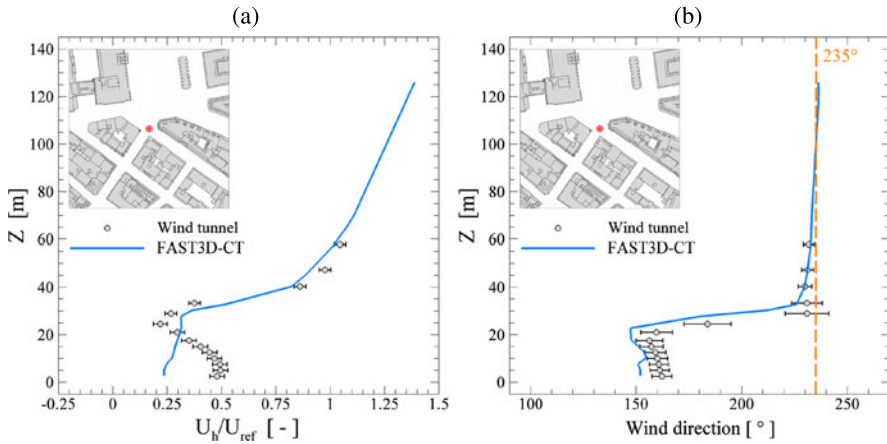 (a)
140
120
100
80
60
40
20
0
Z [m]
Wind tunnel
FAST3D-CT
-0.25 0 0.25 0.5 0.75 1 1.25 1.5
U_h/U_ref [ - ]
(b)
140
120
100
80
60
40
20
0
Z [m]
235°
Wind tunnel
FAST3D-CT
100 150 200 250
Wind direction [ ° ]